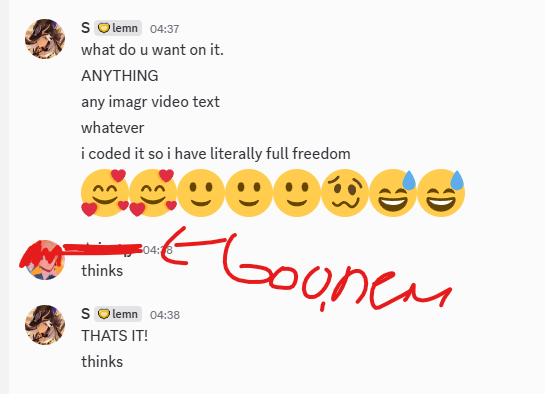 S lemn 04:37
what do u want on it.
ANYTHING
any imagr video text
whatever
i coded it so i have literally full freedom
04:38
thinks
Gooner
S lemn 04:38
THATS IT!
thinks